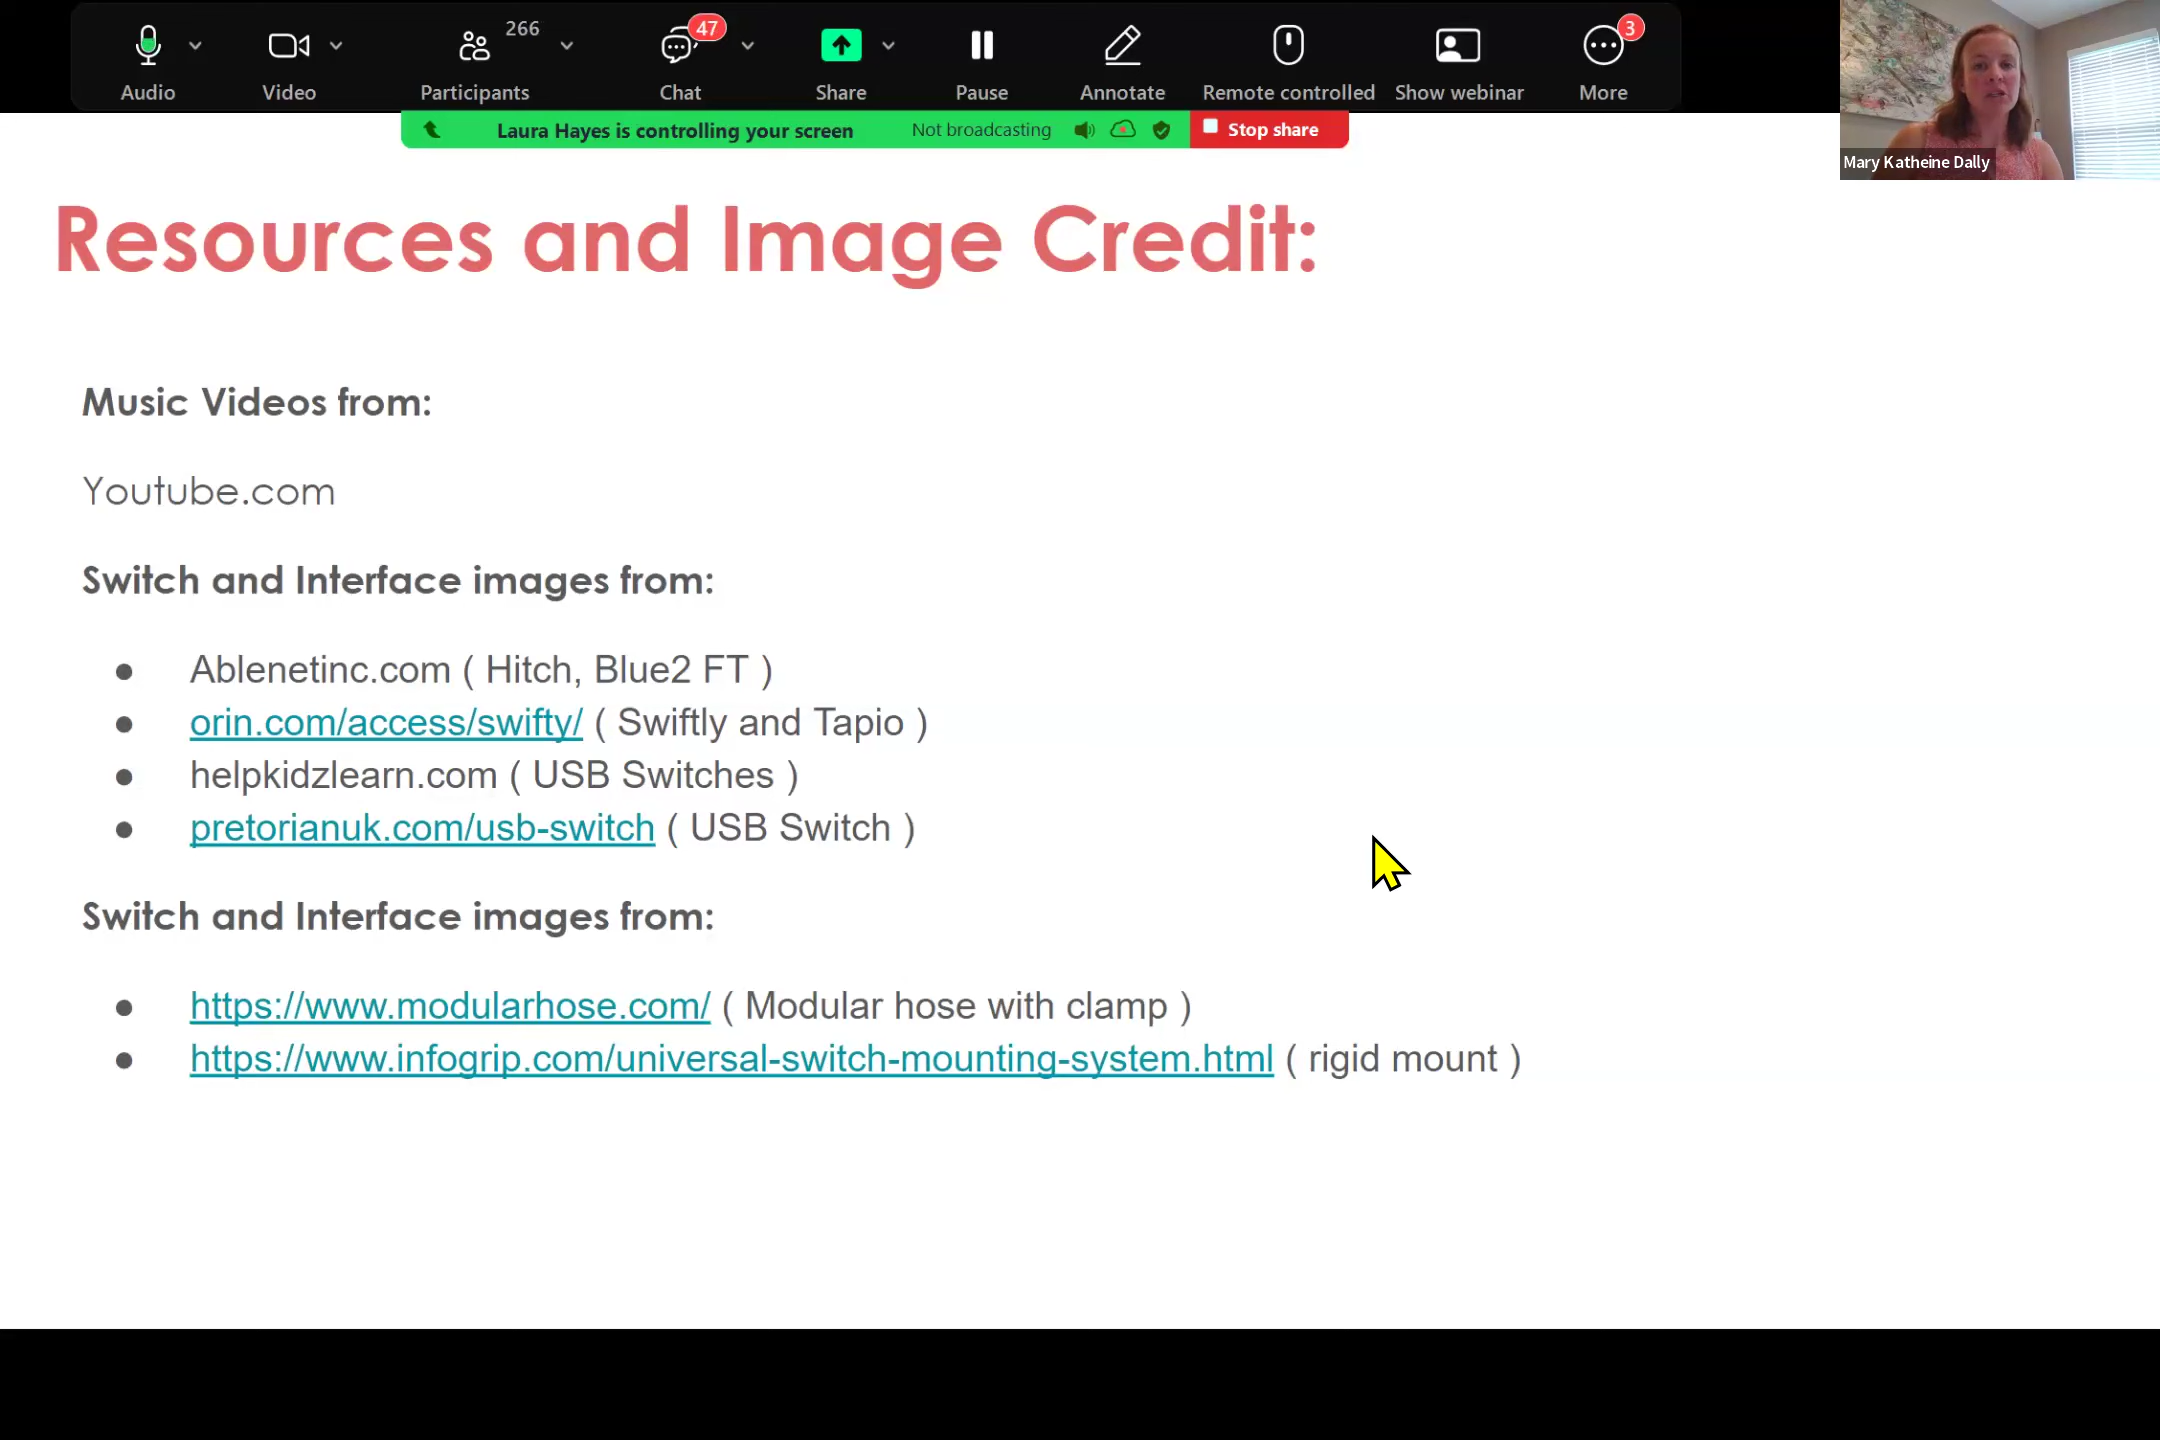 266
47
3
Audio
Video
Participants
Chat
Share
Pause
Annotate
Remote controlled
Show webinar
More
Laura Hayes is controlling your screen
Not broadcasting
Stop share
Mary Katheine Dally
Resources and Image Credit:
Music Videos from:
Youtube.com
Switch and Interface images from:
● Ablenetinc.com ( Hitch, Blue2 FT )
● orin.com/access/swifty/ ( Swiftly and Tapio )
● helpkidzlearn.com ( USB Switches )
● pretorianuk.com/usb-switch ( USB Switch )
Switch and Interface images from:
● https://www.modularhose.com/ ( Modular hose with clamp )
● https://www.infogrip.com/universal-switch-mounting-system.html ( rigid mount )